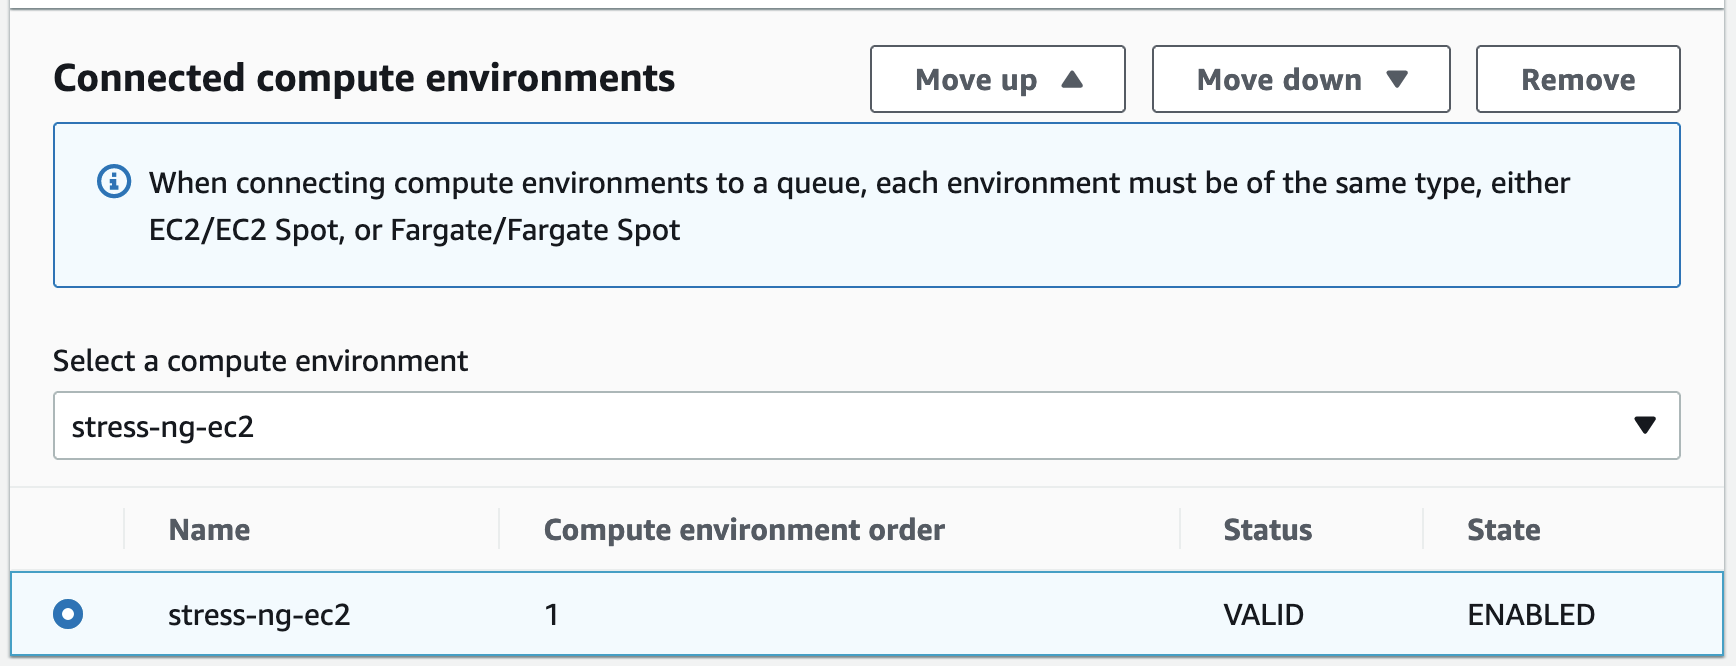 Connected compute environments
Move up
Move down
Remove
When connecting compute environments to a queue, each environment must be of the same type, either
EC2/EC2 Spot, or Fargate/Fargate Spot
Select a compute environment
stress-ng-ec2
Name Compute environment order Status State
stress-ng-ec2 1 VALID ENABLED